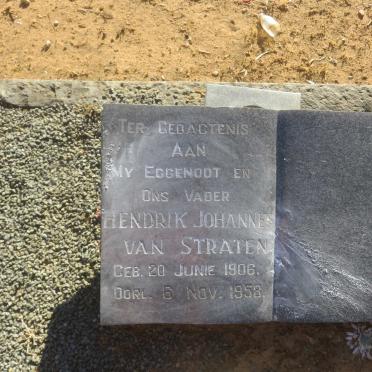 TER GEDAGTENIS
AAN
MY EGGENOOT EN
ONS VADER
HENDRIK JOHANNES
VAN STRATEN
GEB. 20 JUNIE 1906.
OORL. 6 NOV. 1958.